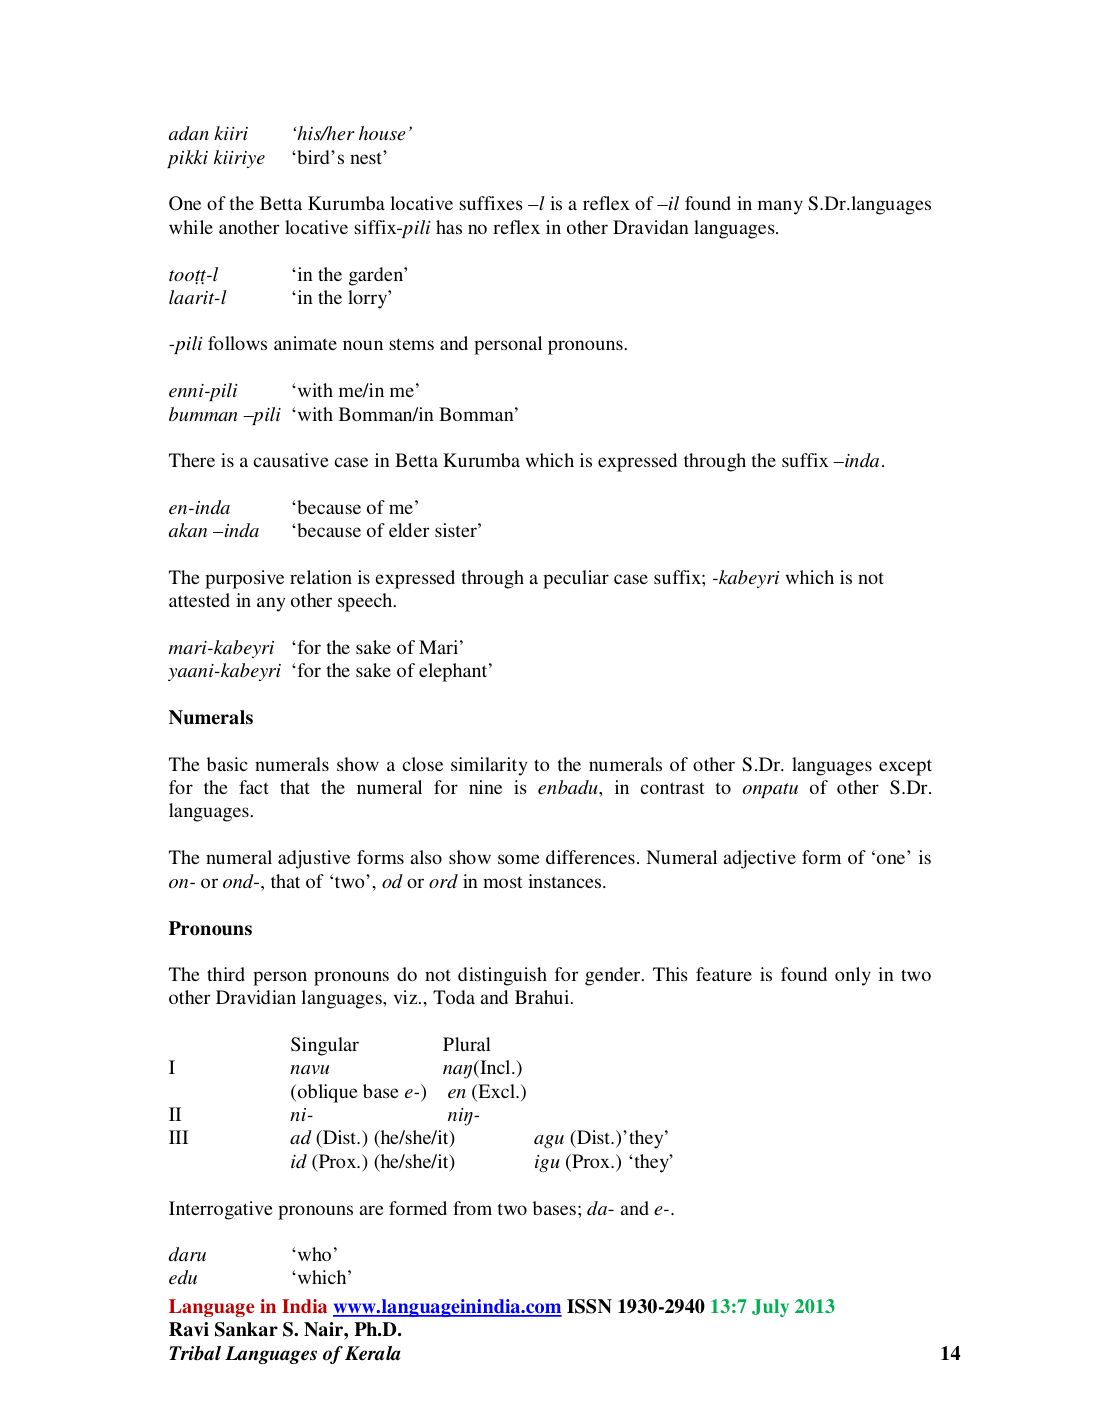 adan kiiri ‘his/her house’
pikki kiiriye ‘bird’s nest’
One of the Betta Kurumba locative suffixes –l is a reflex of –il found in many S.Dr.languages
while another locative siffix-pili has no reflex in other Dravidan languages.
tooṭṭ-l ‘in the garden’
laarit-l ‘in the lorry’
-pili follows animate noun stems and personal pronouns.
enni-pili ‘with me/in me’
bumman –pili ‘with Bomman/in Bomman’
There is a causative case in Betta Kurumba which is expressed through the suffix –inda.
en-inda ‘because of me’
akan –inda ‘because of elder sister’
The purposive relation is expressed through a peculiar case suffix; -kabeyri which is not
attested in any other speech.
mari-kabeyri ‘for the sake of Mari’
yaani-kabeyri ‘for the sake of elephant’
Numerals
The basic numerals show a close similarity to the numerals of other S.Dr. languages except
for the fact that the numeral for nine is enbadu, in contrast to onpatu of other S.Dr.
languages.
The numeral adjustive forms also show some differences. Numeral adjective form of ‘one’ is
on- or ond-, that of ‘two’, od or ord in most instances.
Pronouns
The third person pronouns do not distinguish for gender. This feature is found only in two
other Dravidian languages, viz., Toda and Brahui.
Singular Plural
I navu naŋ(Incl.)
(oblique base e-) en (Excl.)
II ni- niŋ-
III ad (Dist.) (he/she/it) agu (Dist.)’they’
id (Prox.) (he/she/it) igu (Prox.) ‘they’
Interrogative pronouns are formed from two bases; da- and e-.
daru ‘who’
edu ‘which’
Language in India www.languageinindia.com ISSN 1930-2940 13:7 July 2013
Ravi Sankar S. Nair, Ph.D.
Tribal Languages of Kerala 14